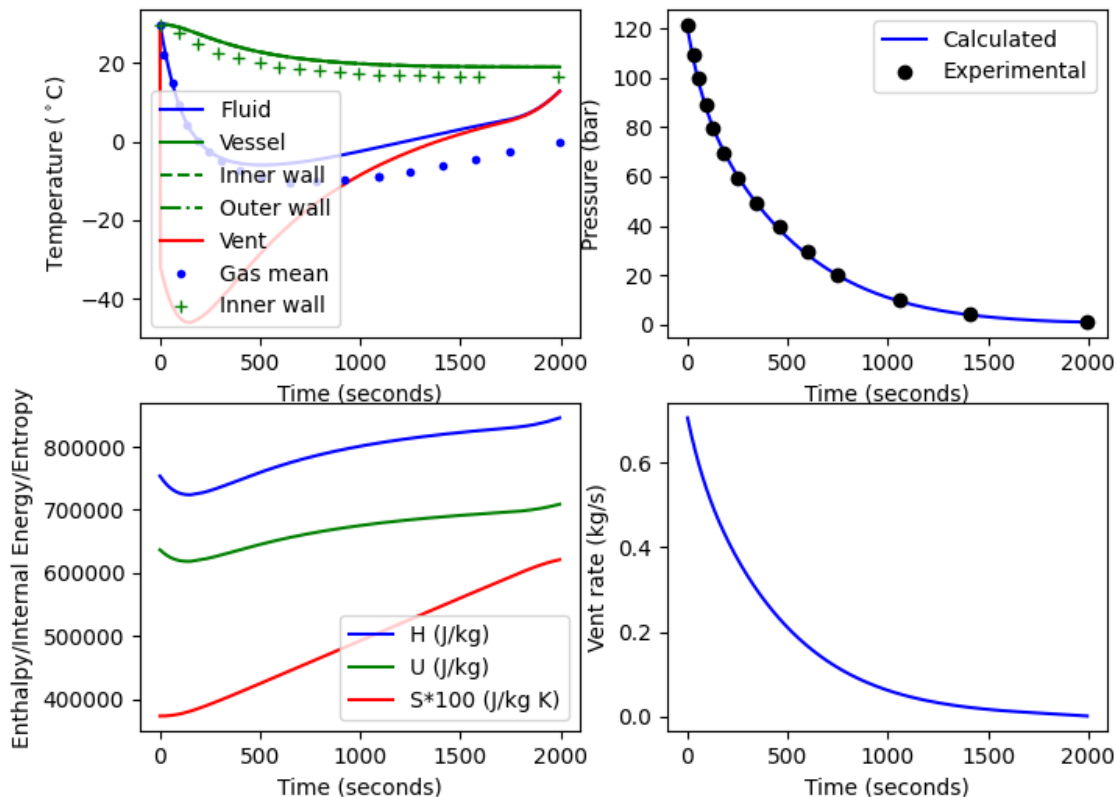 Temperature (°C)
20
0
−20
−40
Fluid
Vessel
Inner wall
Outer wall
Vent
Gas mean
Inner wall
0 500 1000 1500 2000
Time (seconds)
Pressure (bar)
120
100
80
60
40
20
0
Calculated
Experimental
0 500 1000 1500 2000
Time (seconds)
Enthalpy/Internal Energy/Entropy
800000
700000
600000
500000
400000
H (J/kg)
U (J/kg)
S*100 (J/kg K)
0 500 1000 1500 2000
Time (seconds)
Vent rate (kg/s)
0.6
0.4
0.2
0.0
0 500 1000 1500 2000
Time (seconds)